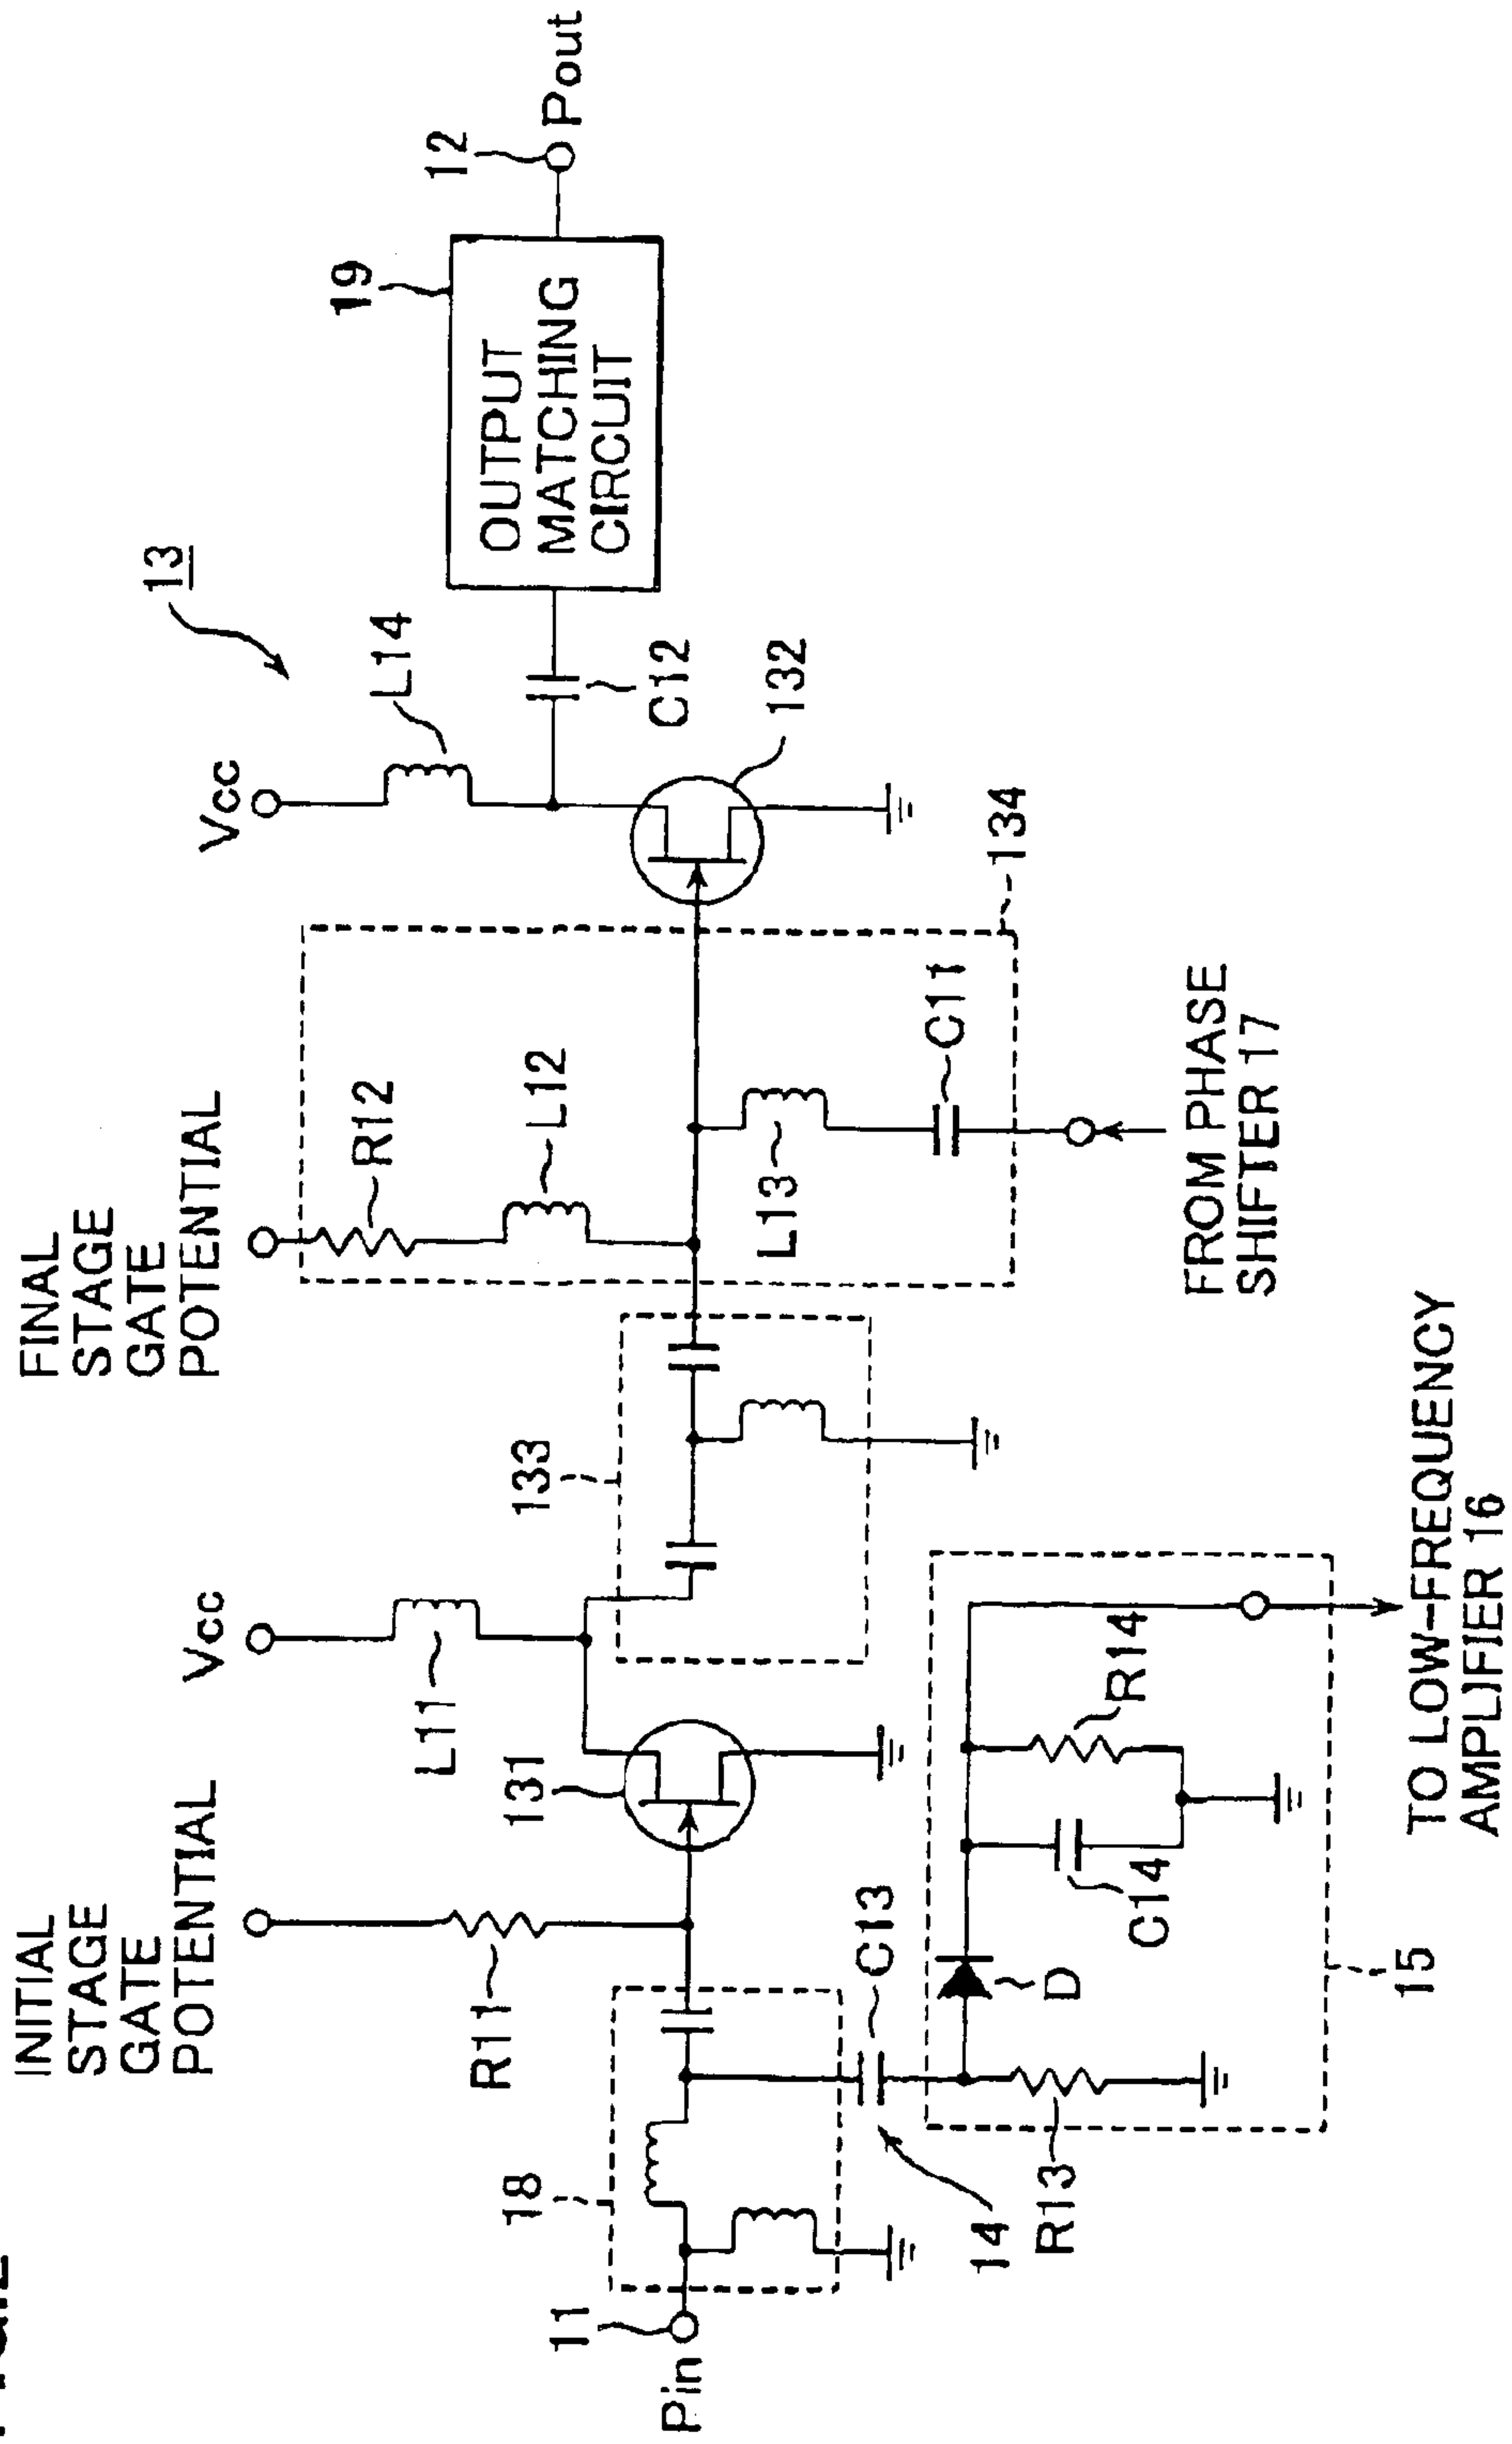 INITIAL
STAGE
GATE
POTENTIAL
Vcc
FINAL
STAGE
GATE
POTENTIAL
Vcc
13
R11
131
L11
133
R12
L12
L14
19
12
Pout
OUTPUT
MATCHING
CIRCUIT
C12
132
134
L13
C11
FROM PHASE
SHIFTER 17
11
Pin
18
14
C13
R13
D
C14
R14
15
TO LOW-FREQUENCY
AMPLIFIER 16